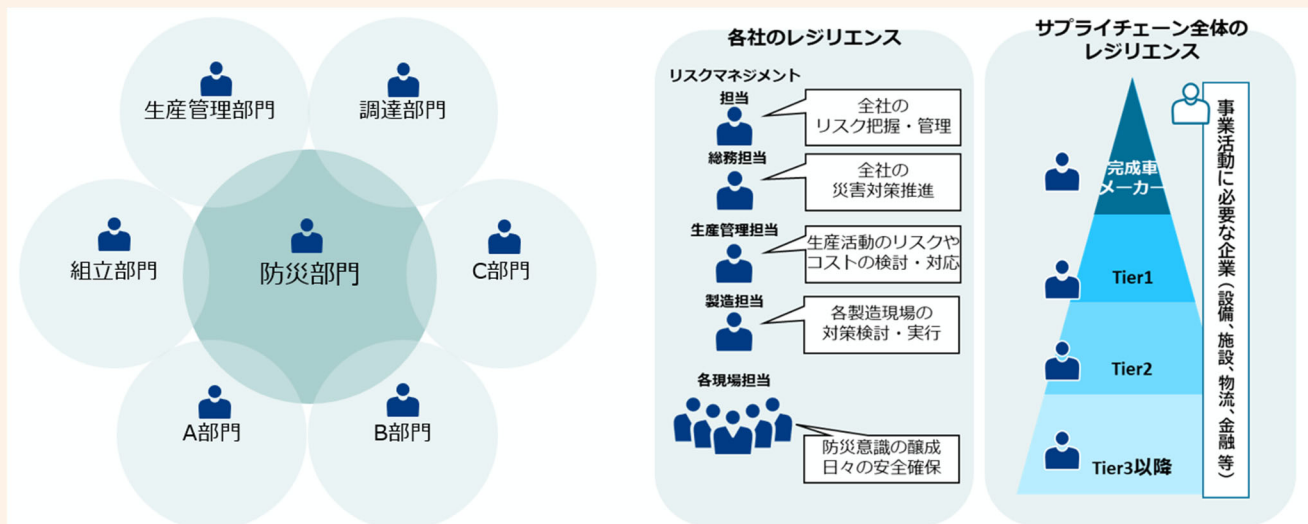 生産管理部門
調達部門
組立部門
防災部門
C部門
A部門
B部門
各社のレジリエンス
リスクマネジメント
担当
全社の
リスク把握・管理
総務担当
全社の
災害対策推進
生産管理担当
生産活動のリスクや
コストの検討・対応
製造担当
各製造現場の
対策検討・実行
各現場担当
防災意識の醸成
日々の安全確保
サプライチェーン全体の
レジリエンス
完成車
メーカー
Tier1
Tier2
Tier3以降
事業活動に必要な企業（設備、施設、物流、金融 等）